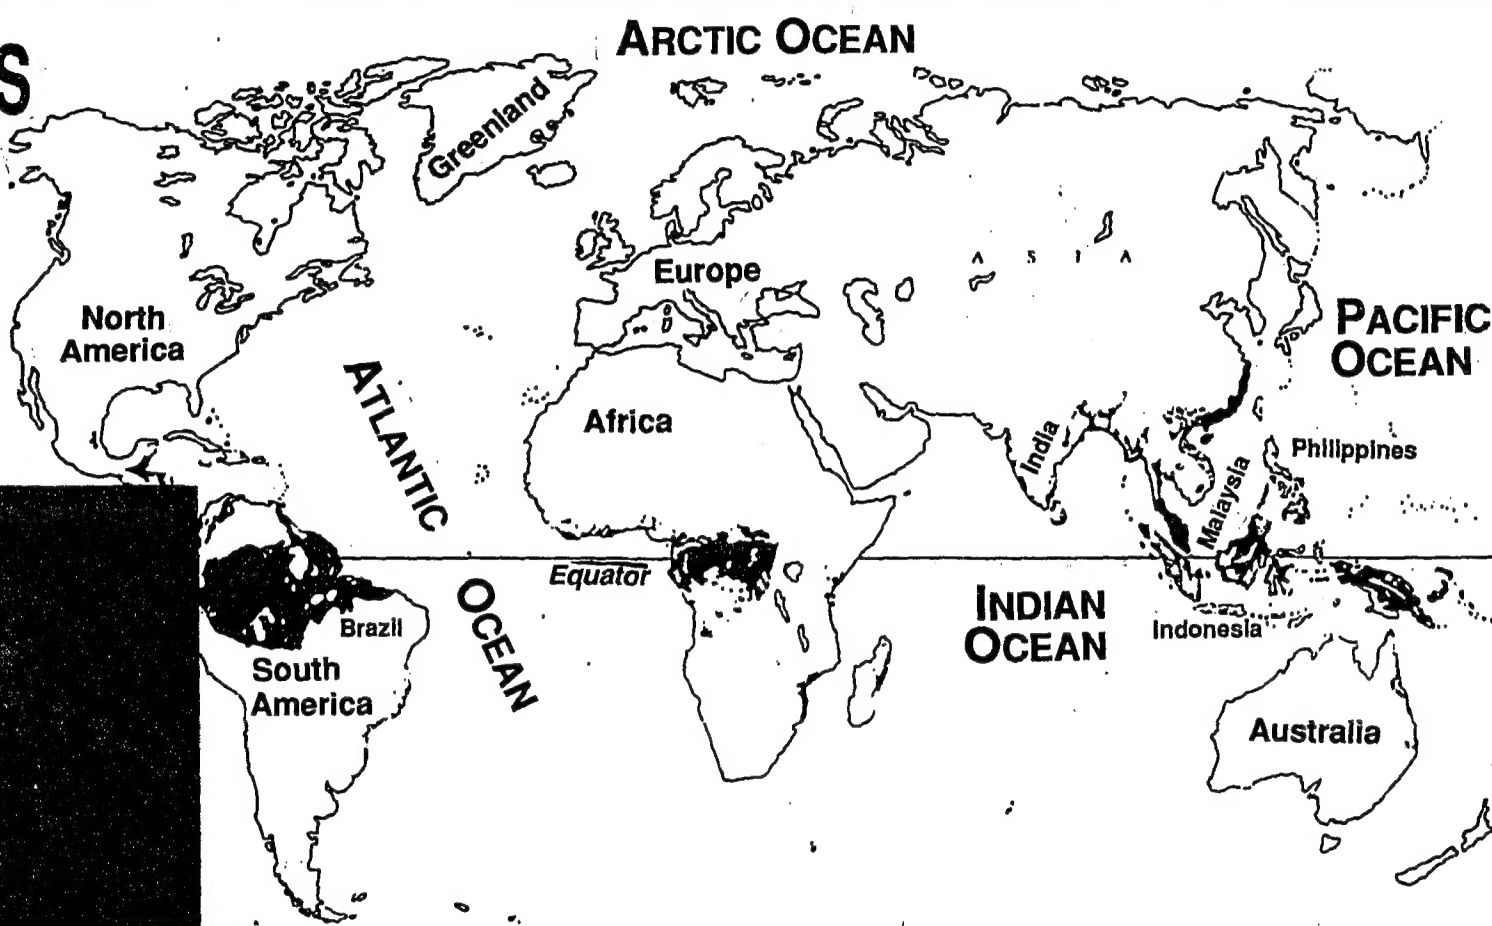 S
ARCTIC OCEAN
Greenland
Europe
A S I A
North
America
PACIFIC
OCEAN
ATLANTIC
OCEAN
Africa
India
Philippines
Malaysia
Equator
INDIAN
OCEAN
Indonesia
Brazil
South
America
Australia